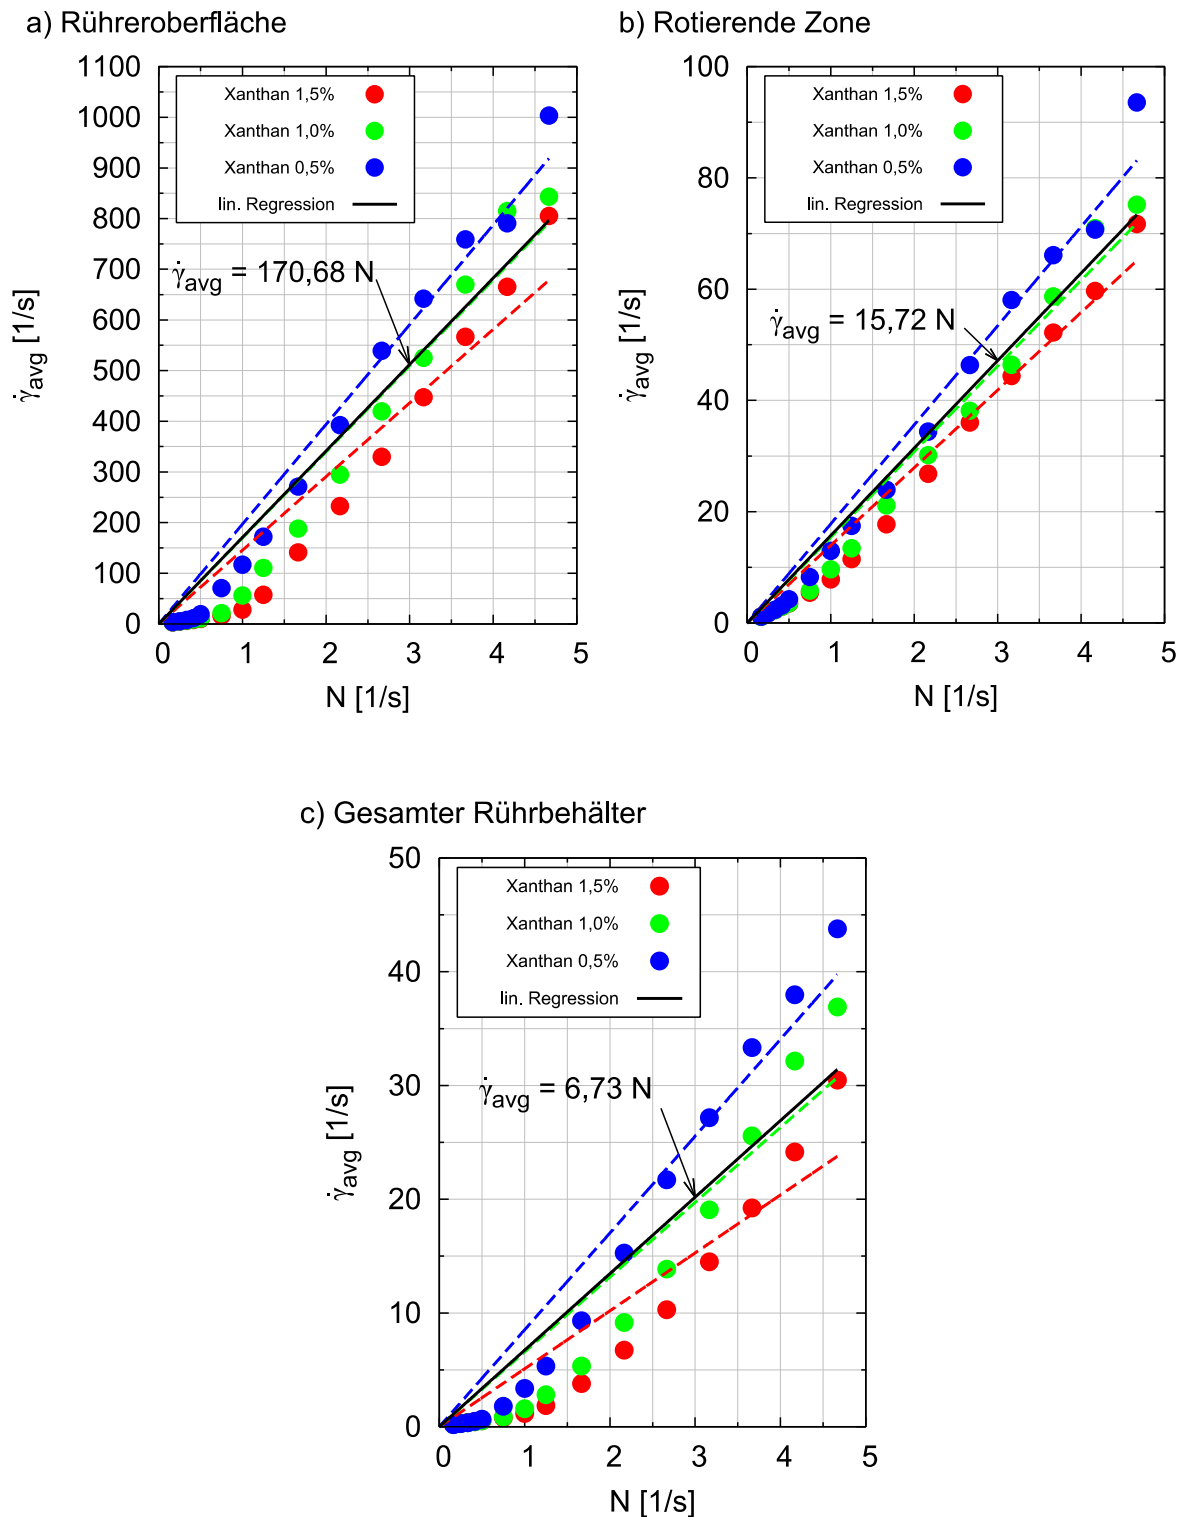 a) Rühreroberfläche
1100
1000
900
800
700
600
500
400
300
200
100
0
0 1 2 3 4 5
γ̇avg [1/s]
N [1/s]
Xanthan 1,5%
Xanthan 1,0%
Xanthan 0,5%
lin. Regression
γ̇avg = 170,68 N
b) Rotierende Zone
100
80
60
40
20
0
0 1 2 3 4 5
γ̇avg [1/s]
N [1/s]
Xanthan 1,5%
Xanthan 1,0%
Xanthan 0,5%
lin. Regression
γ̇avg = 15,72 N
c) Gesamter Rührbehälter
50
40
30
20
10
0
0 1 2 3 4 5
γ̇avg [1/s]
N [1/s]
Xanthan 1,5%
Xanthan 1,0%
Xanthan 0,5%
lin. Regression
γ̇avg = 6,73 N